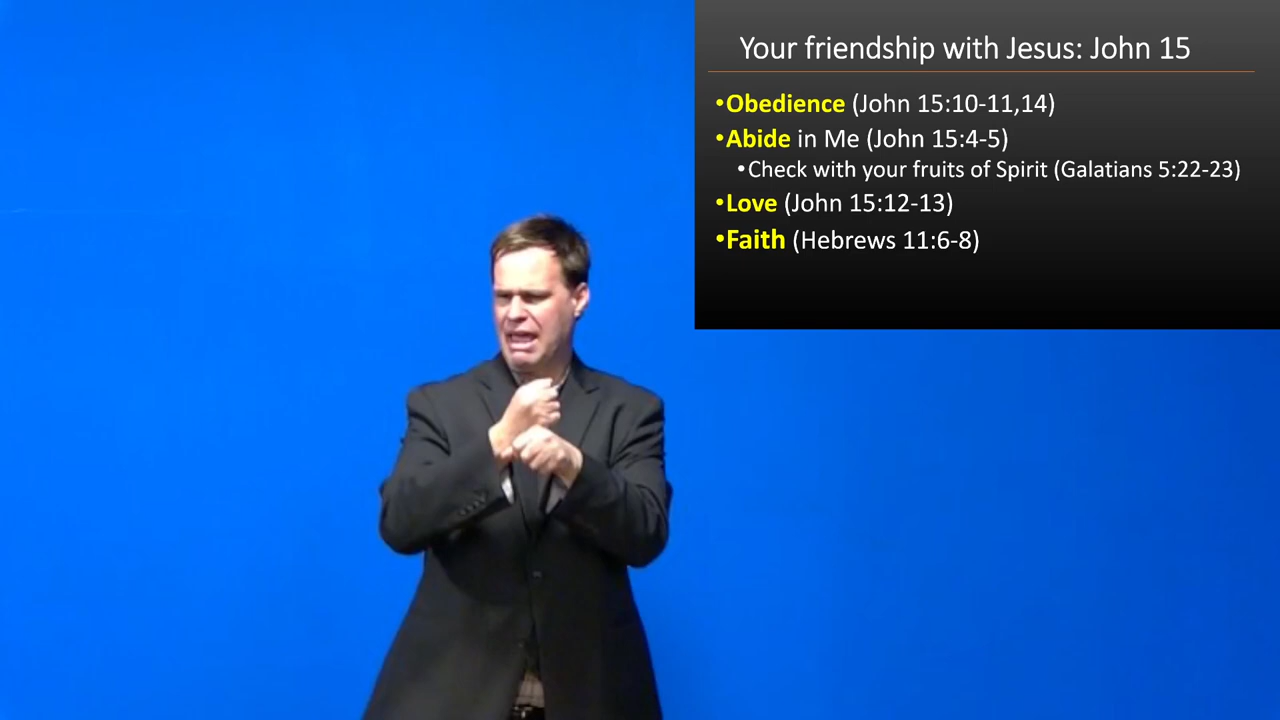 Your friendship with Jesus: John 15
•Obedience (John 15:10-11,14)
•Abide in Me (John 15:4-5)
•Check with your fruits of Spirit (Galatians 5:22-23)
•Love (John 15:12-13)
•Faith (Hebrews 11:6-8)